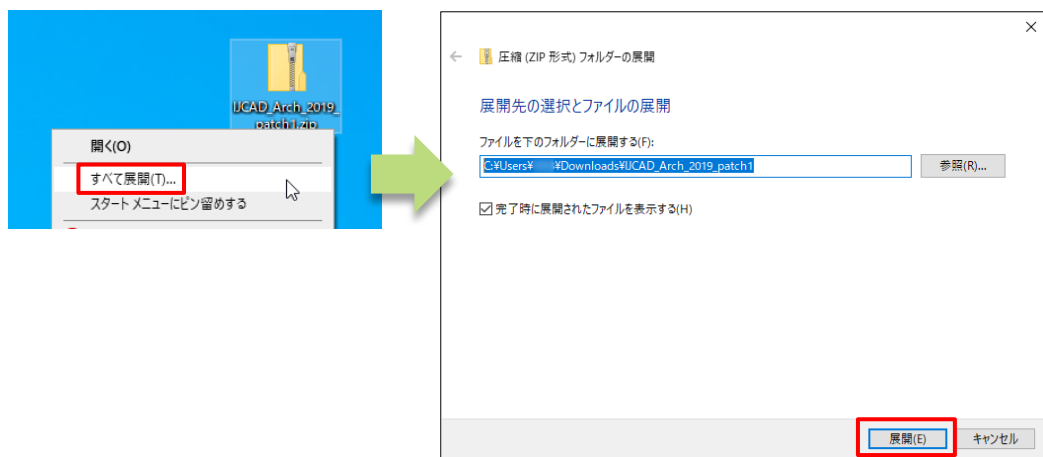 IJCAD_Arch_2019_
patch1.zip
開く(O)
すべて展開(T)...
スタート メニューにピン留めする
圧縮 (ZIP 形式) フォルダーの展開
展開先の選択とファイルの展開
ファイルを下のフォルダーに展開する(F):
C:¥Users¥ ¥Downloads¥IJCAD_Arch_2019_patch1
参照(R)...
完了時に展開されたファイルを表示する(H)
展開(E)
キャンセル